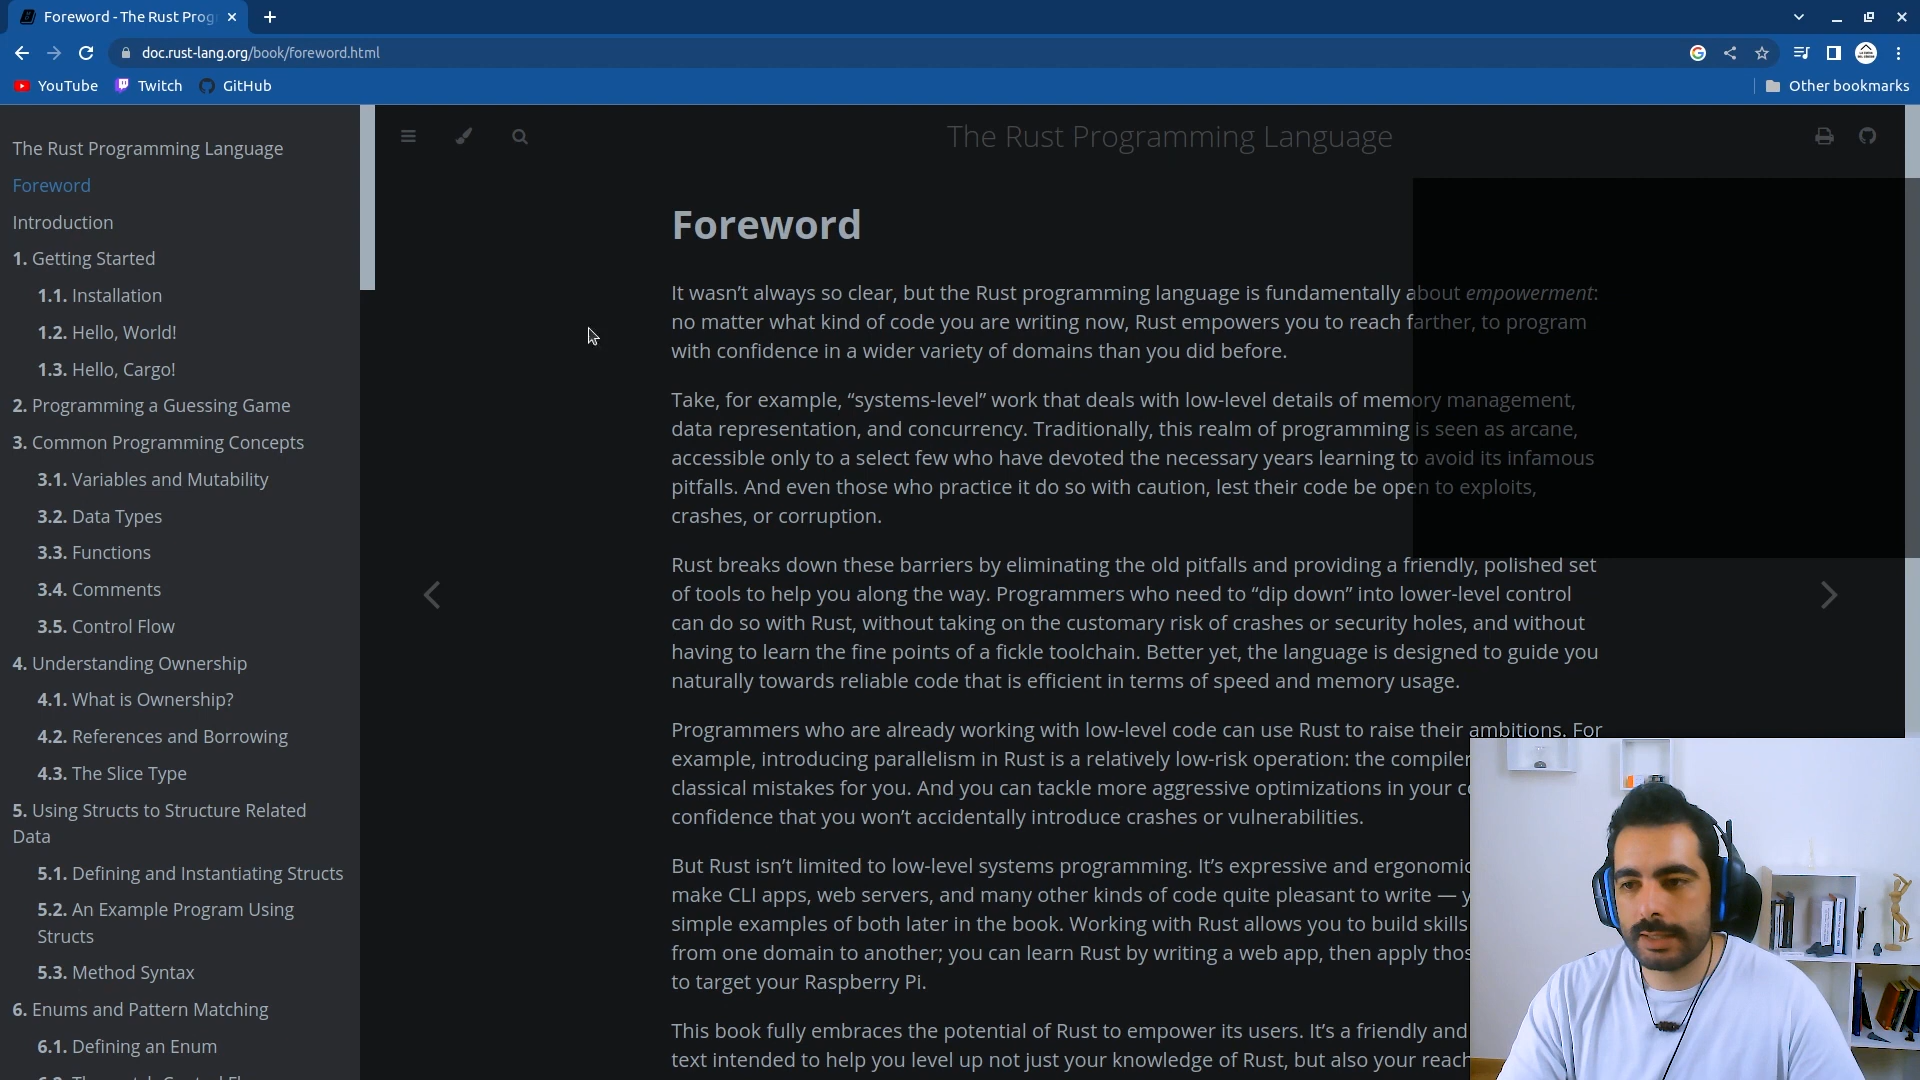 Foreword - The Rust Prog
doc.rust-lang.org/book/foreword.html
YouTube
Twitch
GitHub
Other bookmarks
The Rust Programming Language
Foreword
Introduction
1. Getting Started
1.1. Installation
1.2. Hello, World!
1.3. Hello, Cargo!
2. Programming a Guessing Game
3. Common Programming Concepts
3.1. Variables and Mutability
3.2. Data Types
3.3. Functions
3.4. Comments
3.5. Control Flow
4. Understanding Ownership
4.1. What is Ownership?
4.2. References and Borrowing
4.3. The Slice Type
5. Using Structs to Structure Related
Data
5.1. Defining and Instantiating Structs
5.2. An Example Program Using
Structs
5.3. Method Syntax
6. Enums and Pattern Matching
6.1. Defining an Enum
The Rust Programming Language
Foreword
It wasn’t always so clear, but the Rust programming language is fundamentally about empowerment:
no matter what kind of code you are writing now, Rust empowers you to reach farther, to program
with confidence in a wider variety of domains than you did before.
Take, for example, “systems-level” work that deals with low-level details of memory management,
data representation, and concurrency. Traditionally, this realm of programming is seen as arcane,
accessible only to a select few who have devoted the necessary years learning to avoid its infamous
pitfalls. And even those who practice it do so with caution, lest their code be open to exploits,
crashes, or corruption.
Rust breaks down these barriers by eliminating the old pitfalls and providing a friendly, polished set
of tools to help you along the way. Programmers who need to “dip down” into lower-level control
can do so with Rust, without taking on the customary risk of crashes or security holes, and without
having to learn the fine points of a fickle toolchain. Better yet, the language is designed to guide you
naturally towards reliable code that is efficient in terms of speed and memory usage.
Programmers who are already working with low-level code can use Rust to raise their ambitions. For
example, introducing parallelism in Rust is a relatively low-risk operation: the compiler
classical mistakes for you. And you can tackle more aggressive optimizations in your
confidence that you won’t accidentally introduce crashes or vulnerabilities.
But Rust isn’t limited to low-level systems programming. It’s expressive and ergonomic
make CLI apps, web servers, and many other kinds of code quite pleasant to write —
simple examples of both later in the book. Working with Rust allows you to build skills
from one domain to another; you can learn Rust by writing a web app, then apply
to target your Raspberry Pi.
This book fully embraces the potential of Rust to empower its users. It’s a friendly and
text intended to help you level up not just your knowledge of Rust, but also your reach